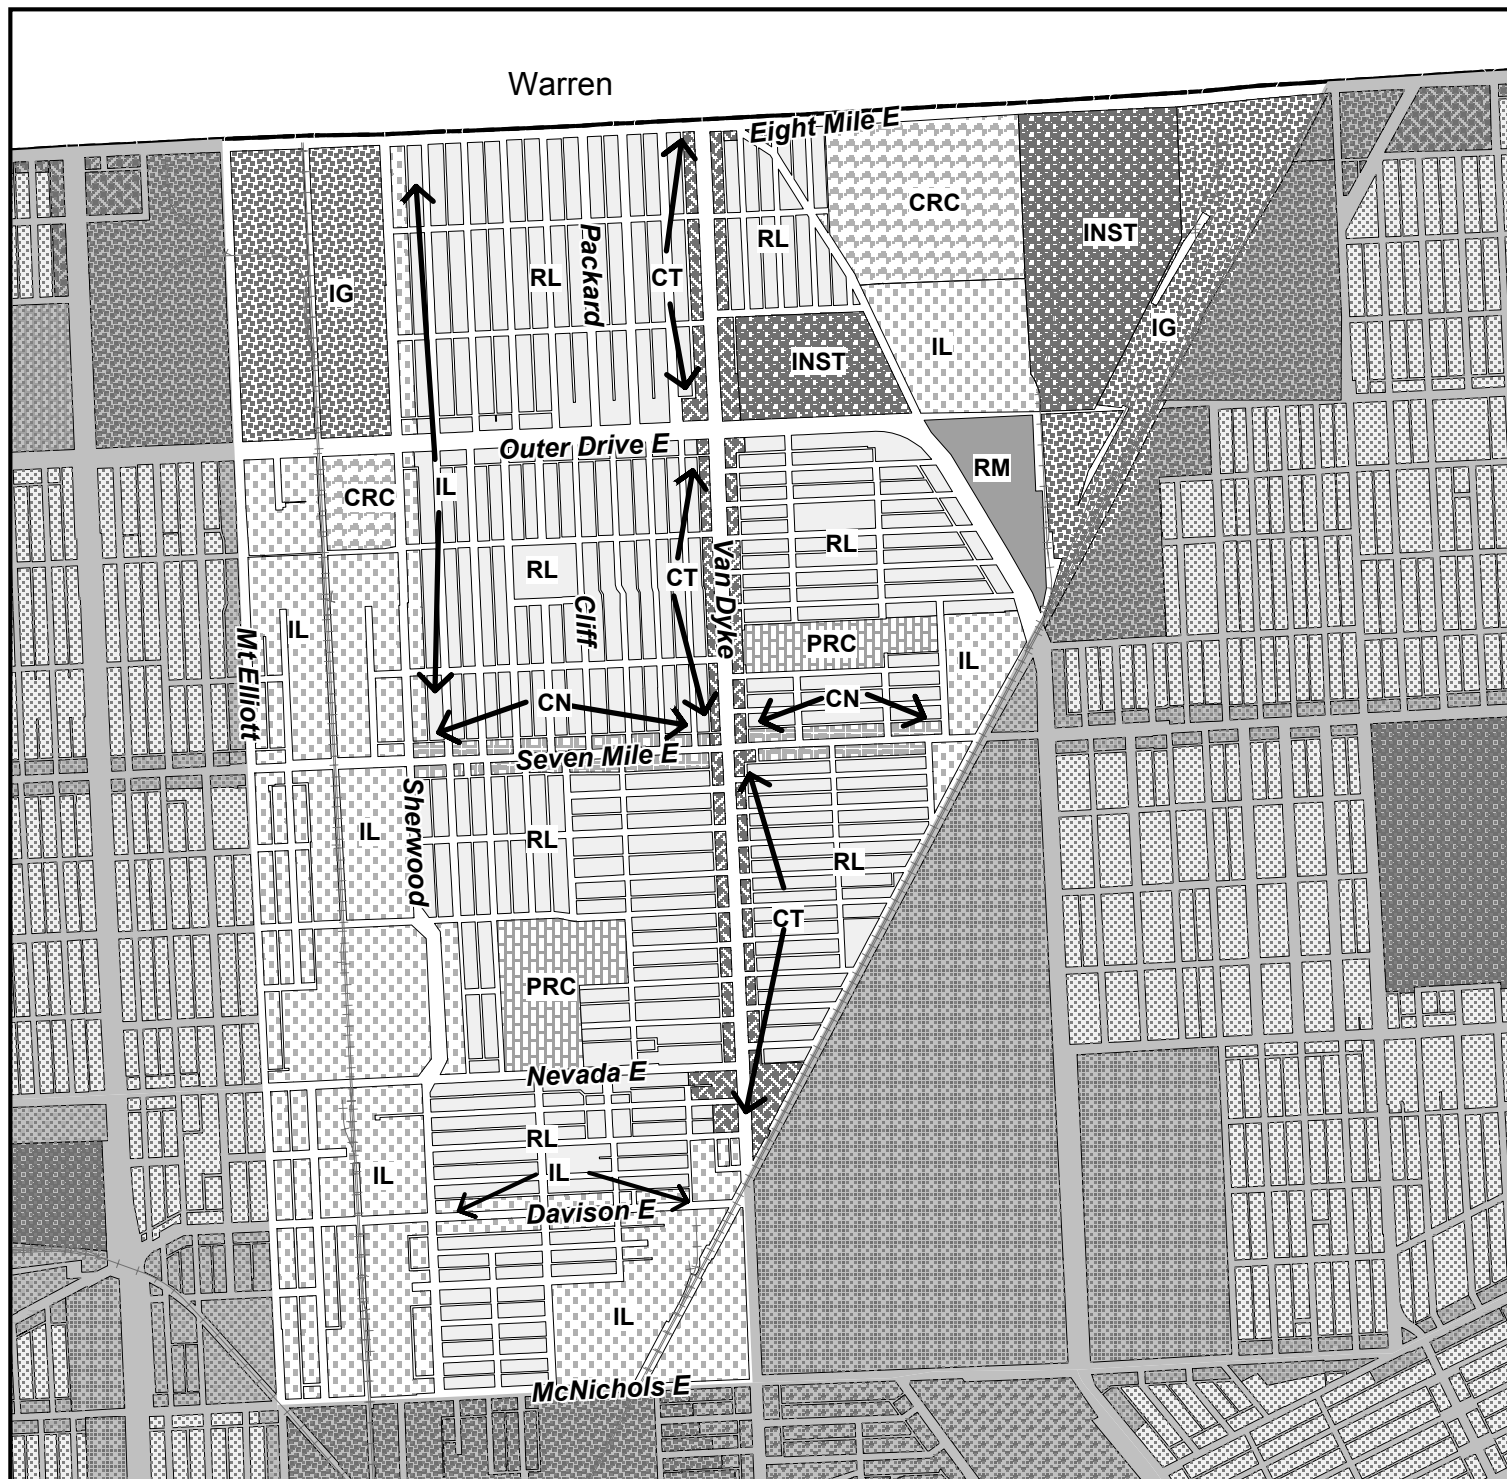 Warren
Eight Mile E
CRC
INST
RL
Packard
RL
CT
IG
IG
IL
INST
Outer Drive E
RM
CRC
IL
RL
RL
CT
Van Dyke
Cliff
IL
Mt Elliott
PRC
IL
CN
CN
Seven Mile E
Sherwood
IL
RL
RL
CT
PRC
Nevada E
RL
IL
IL
Davison E
IL
McNichols E